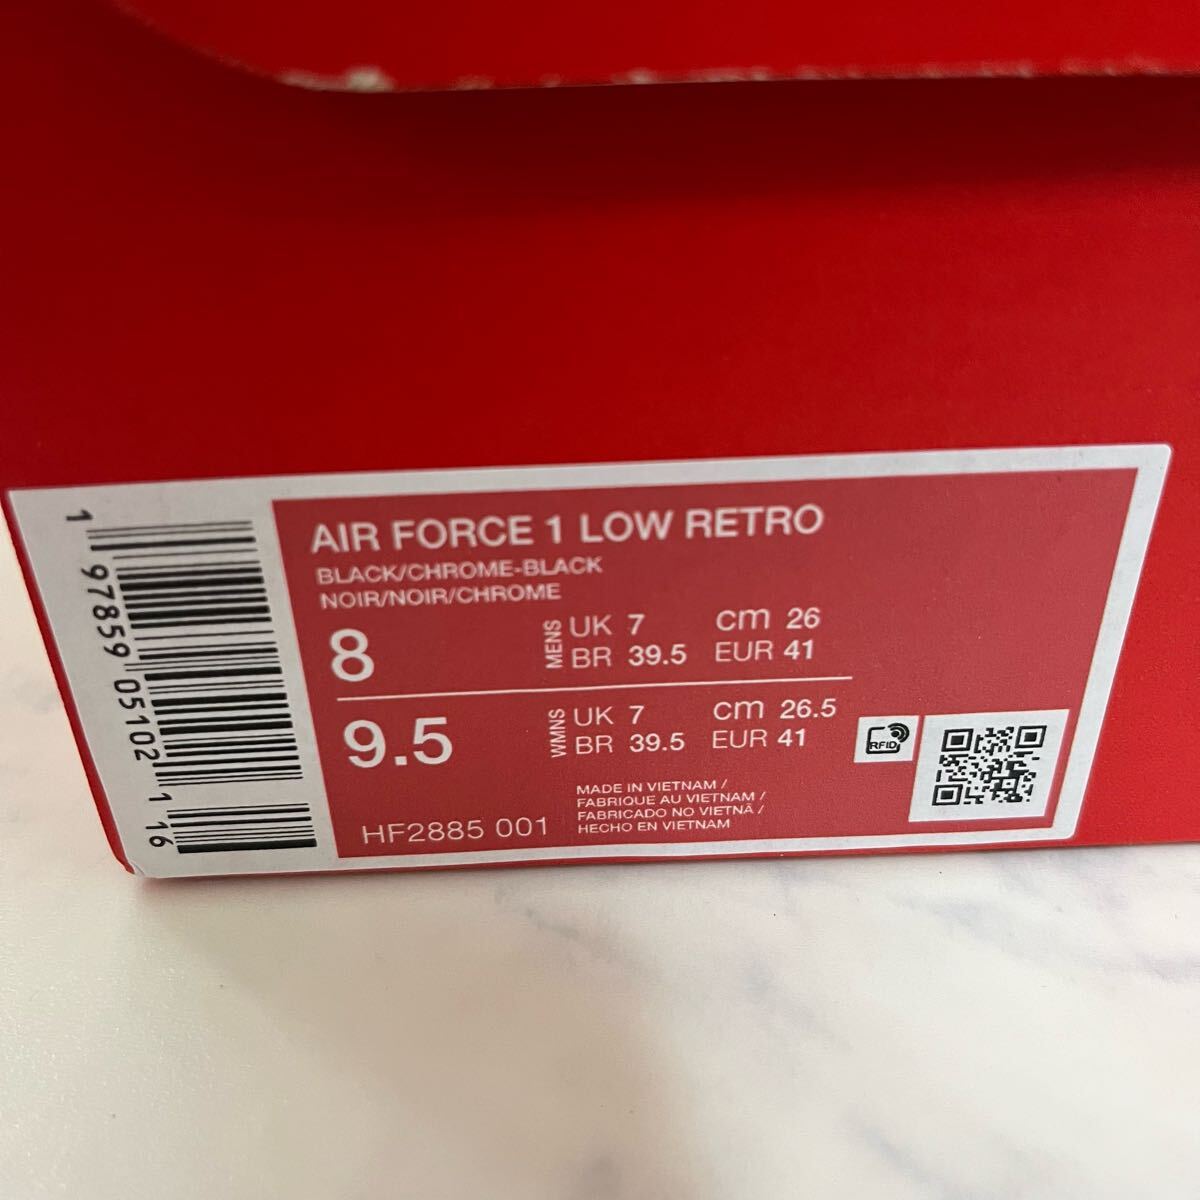 AIR FORCE 1 LOW RETRO
BLACK/CHROME-BLACK
NOIR/NOIR/CHROME
8 MENS UK 7 cm 26
BR 39.5 EUR 41
9.5 WMNS UK 7 cm 26.5
BR 39.5 EUR 41
HF2885 001
MADE IN VIETNAM /
FABRIQUE AU VIETNAM /
FABRICADO NO VIETNÃ /
HECHO EN VIETNAM
RFID
1 97859 05102 1 16